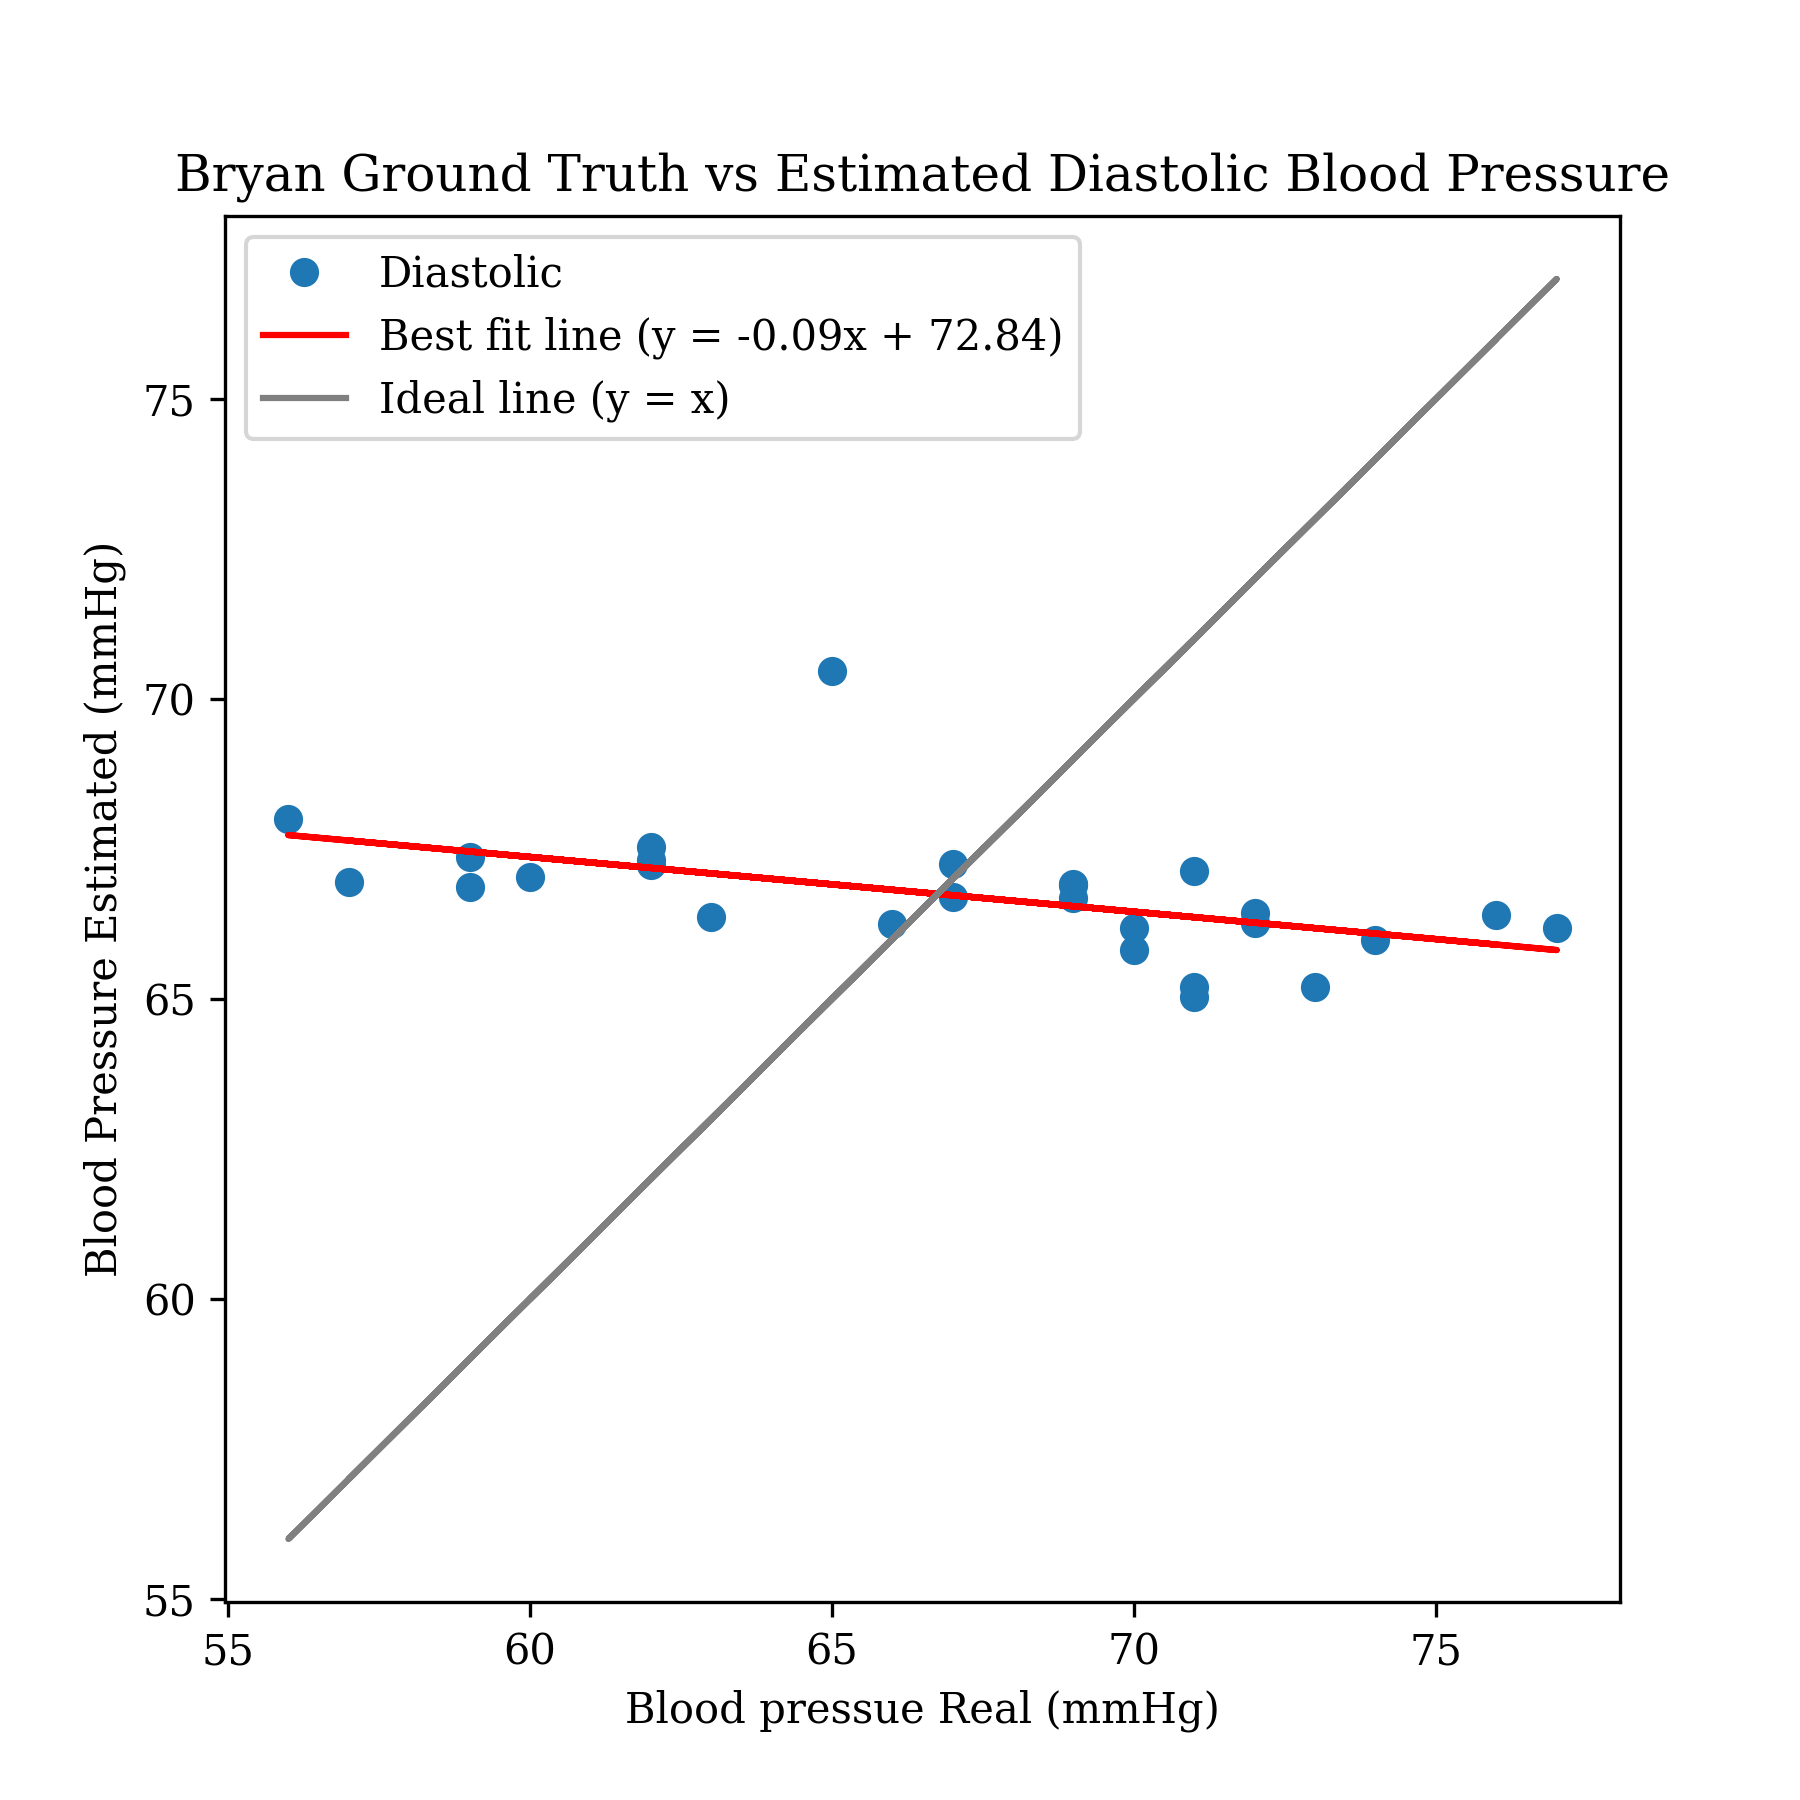 Bryan Ground Truth vs Estimated Diastolic Blood Pressure
Diastolic
Best fit line (y = -0.09x + 72.84)
Ideal line (y = x)
Blood Pressure Estimated (mmHg)
75
70
65
60
55
55 60 65 70 75
Blood pressue Real (mmHg)